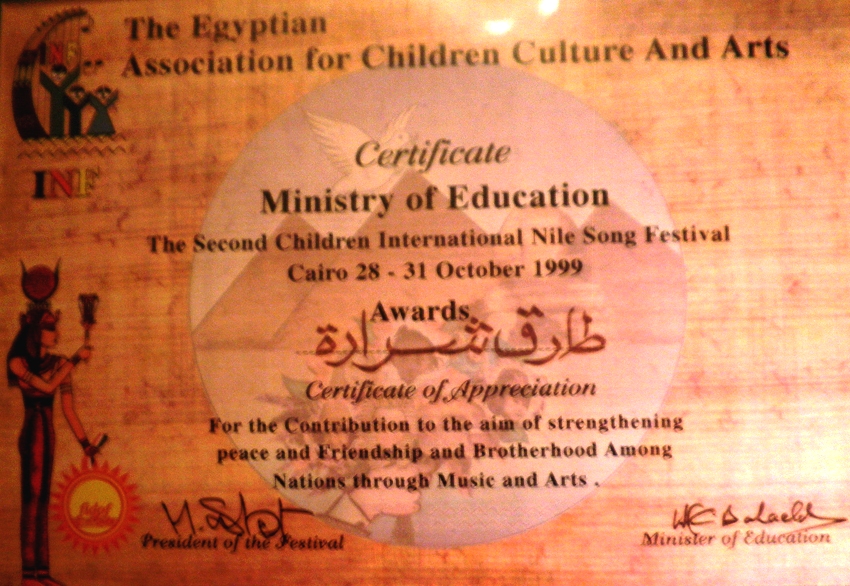 The Egyptian
Association for Children Culture And Arts
INF
INF
Certificate
Ministry of Education
The Second Children International Nile Song Festival
Cairo 28 - 31 October 1999
Awards
طارق شرارة
Certificate of Appreciation
For the Contribution to the aim of strengthening
peace and Friendship and Brotherhood Among
Nations through Music and Arts .
President of the Festival
Minister of Education